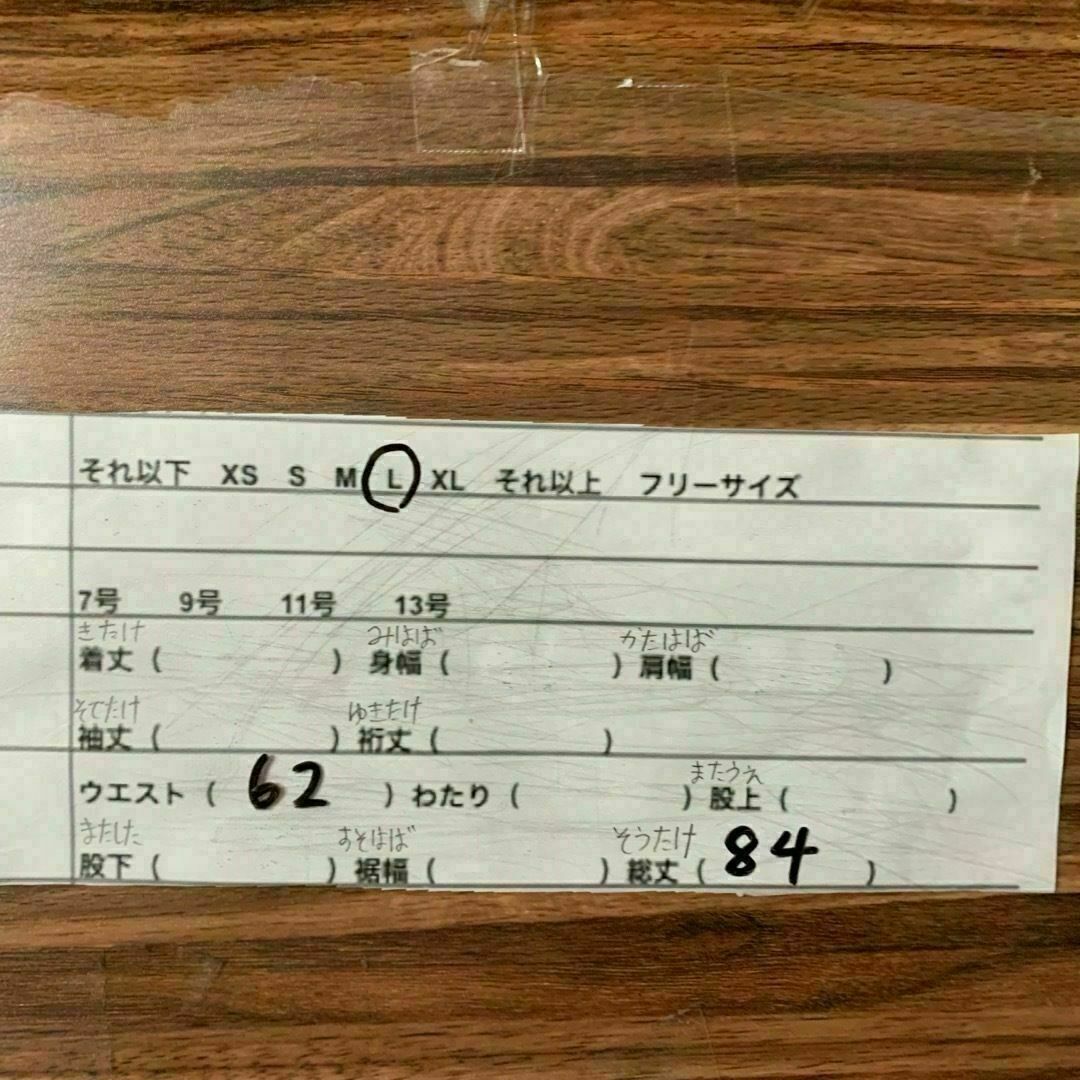 それ以下 XS S M L XL それ以上 フリーサイズ
7号 9号 11号 13号
きたけ みはば かたはば
着丈 ( ) 身幅 ( ) 肩幅 ( )
そでたけ ゆきたけ
袖丈 ( ) 裄丈 ( )
またうえ
ウエスト ( 62 ) わたり ( ) 股上 ( )
またした すそはば そうたけ
股下 ( ) 裾幅 ( ) 総丈 ( 84 )